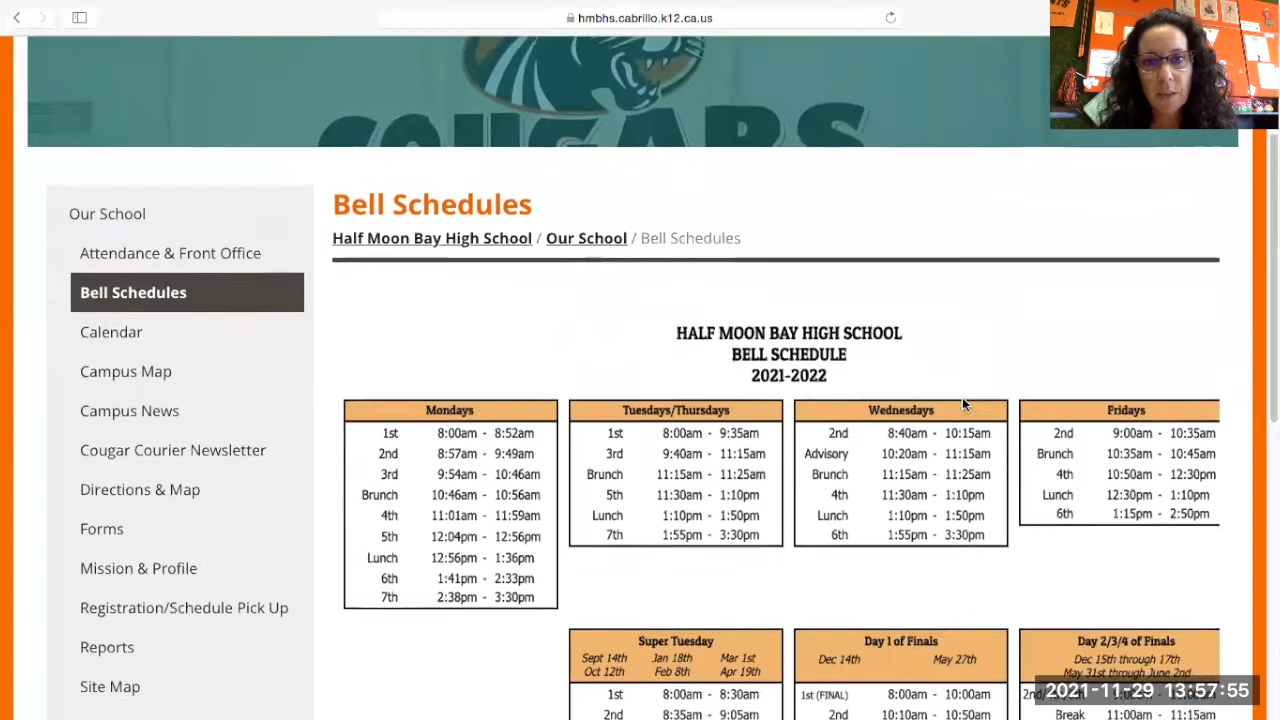 hmbhs.cabrillo.k12.ca.us
COUGARS
Our School
Attendance & Front Office
Bell Schedules
Calendar
Campus Map
Campus News
Cougar Courier Newsletter
Directions & Map
Forms
Mission & Profile
Registration/Schedule Pick Up
Reports
Site Map
Bell Schedules
Half Moon Bay High School / Our School / Bell Schedules
HALF MOON BAY HIGH SCHOOL
BELL SCHEDULE
2021-2022
Mondays
1st 8:00am - 8:52am
2nd 8:57am - 9:49am
3rd 9:54am - 10:46am
Brunch 10:46am - 10:56am
4th 11:01am - 11:59am
5th 12:04pm - 12:56pm
Lunch 12:56pm - 1:36pm
6th 1:41pm - 2:33pm
7th 2:38pm - 3:30pm
Tuesdays/Thursdays
1st 8:00am - 9:35am
3rd 9:40am - 11:15am
Brunch 11:15am - 11:25am
5th 11:30am - 1:10pm
Lunch 1:10pm - 1:50pm
7th 1:55pm - 3:30pm
Wednesdays
2nd 8:40am - 10:15am
Advisory 10:20am - 11:15am
Brunch 11:15am - 11:25am
4th 11:30am - 1:10pm
Lunch 1:10pm - 1:50pm
6th 1:55pm - 3:30pm
Fridays
2nd 9:00am - 10:35am
Brunch 10:35am - 10:45am
4th 10:50am - 12:30pm
Lunch 12:30pm - 1:10pm
6th 1:15pm - 2:50pm
Super Tuesday
Sept 14th Jan 18th Mar 1st
Oct 12th Feb 8th Apr 19th
1st 8:00am - 8:30am
2nd 8:35am - 9:05am
Day 1 of Finals
Dec 14th May 27th
1st (FINAL) 8:00am - 10:00am
2nd 10:10am - 10:50am
Day 2/3/4 of Finals
Dec 15th through 17th
May 31st through June 2nd
Break 11:00am - 11:15am
2021-11-29 13:57:55